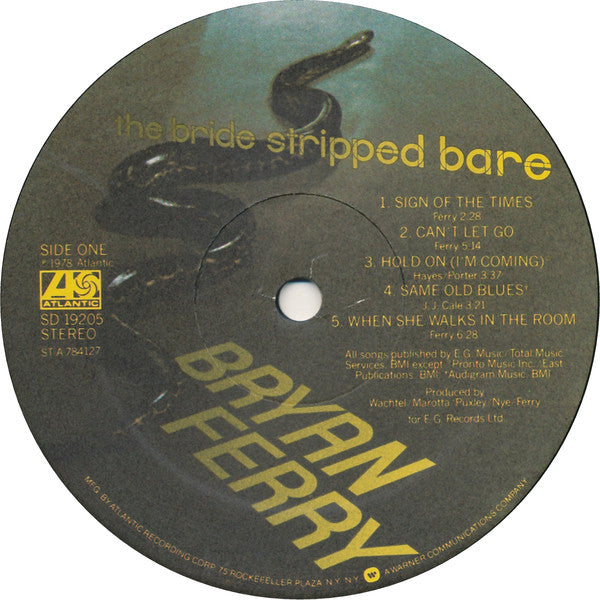 the bride stripped bare
1. SIGN OF THE TIMES
Ferry 2:28
2. CAN'T LET GO
Ferry 5:14
3. HOLD ON (I'M COMING)
Hayes/Porter 3:37
4. SAME OLD BLUES¹
J.J. Cale 3:21
5. WHEN SHE WALKS IN THE ROOM
Ferry 6:28
SIDE ONE
℗ 1978 Atlantic
ATLANTIC
SD 19205
STEREO
ST A 784127
All songs published by E.G. Music/Total Music
Services, BMI except Pronto Music Inc. East
Publications, BMI, ¹Audigram Music, BMI
Produced by
Wachtel/Marotta/Puxley/Nye/Ferry
for E.G. Records Ltd.
BRYAN
FERRY
MFG. BY ATLANTIC RECORDING CORP. 75 ROCKEFELLER PLAZA, N.Y. N.Y. A WARNER COMMUNICATIONS COMPANY